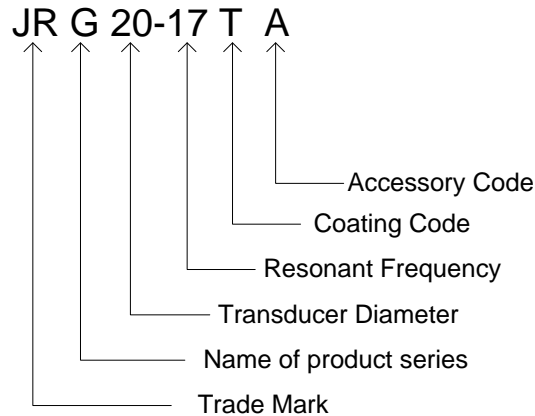 JR G 20-17 T A
Accessory Code
Coating Code
Resonant Frequency
Transducer Diameter
Name of product series
Trade Mark